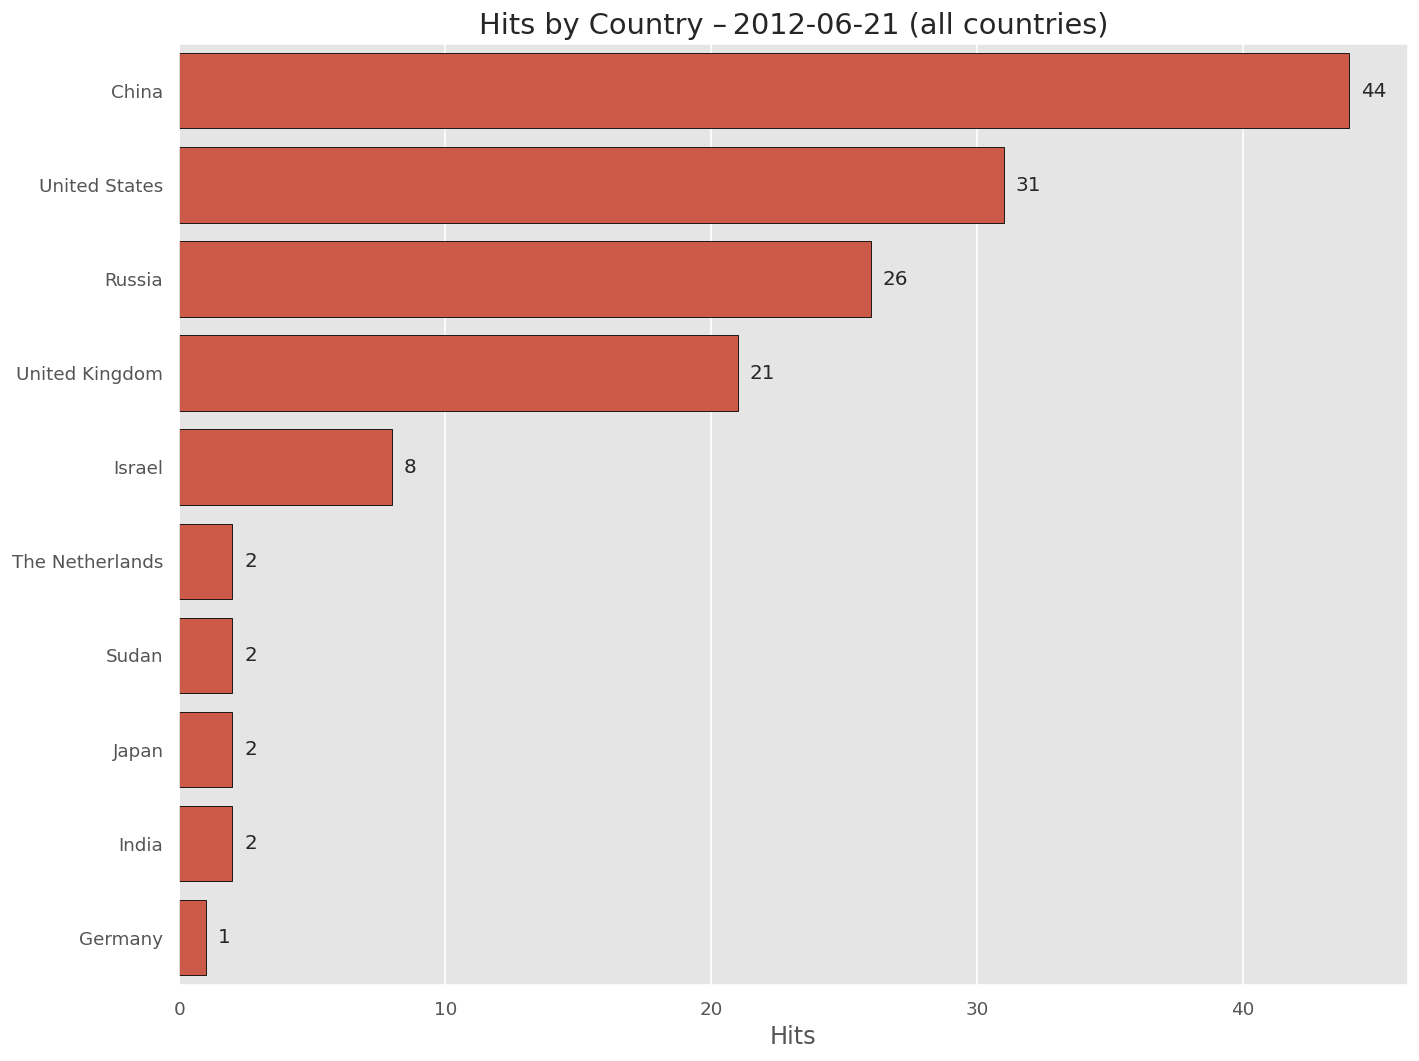 Hits by Country – 2012-06-21 (all countries)
China 44
United States 31
Russia 26
United Kingdom 21
Israel 8
The Netherlands 2
Sudan 2
Japan 2
India 2
Germany 1
0 10 20 30 40
Hits